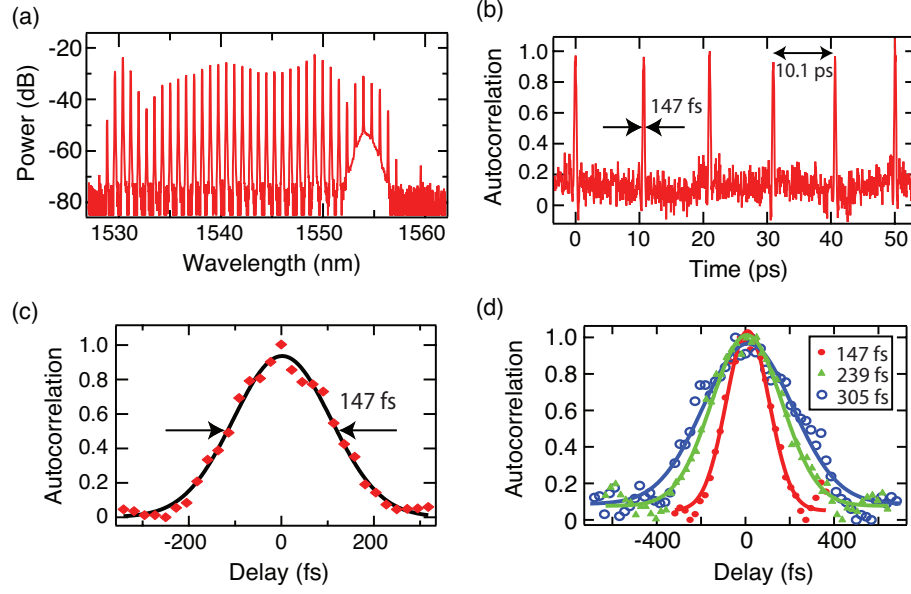 (a)
Power (dB)
-20
-40
-60
-80
1530
1540
1550
1560
Wavelength (nm)
(b)
Autocorrelation
1.0
0.8
0.6
0.4
0.2
0
10.1 ps
147 fs
0
10
20
30
40
50
Time (ps)
(c)
Autocorrelation
1.0
0.8
0.6
0.4
0.2
0
147 fs
-200
0
200
Delay (fs)
(d)
Autocorrelation
1.0
0.8
0.6
0.4
0.2
0
147 fs
239 fs
305 fs
-400
0
400
Delay (fs)